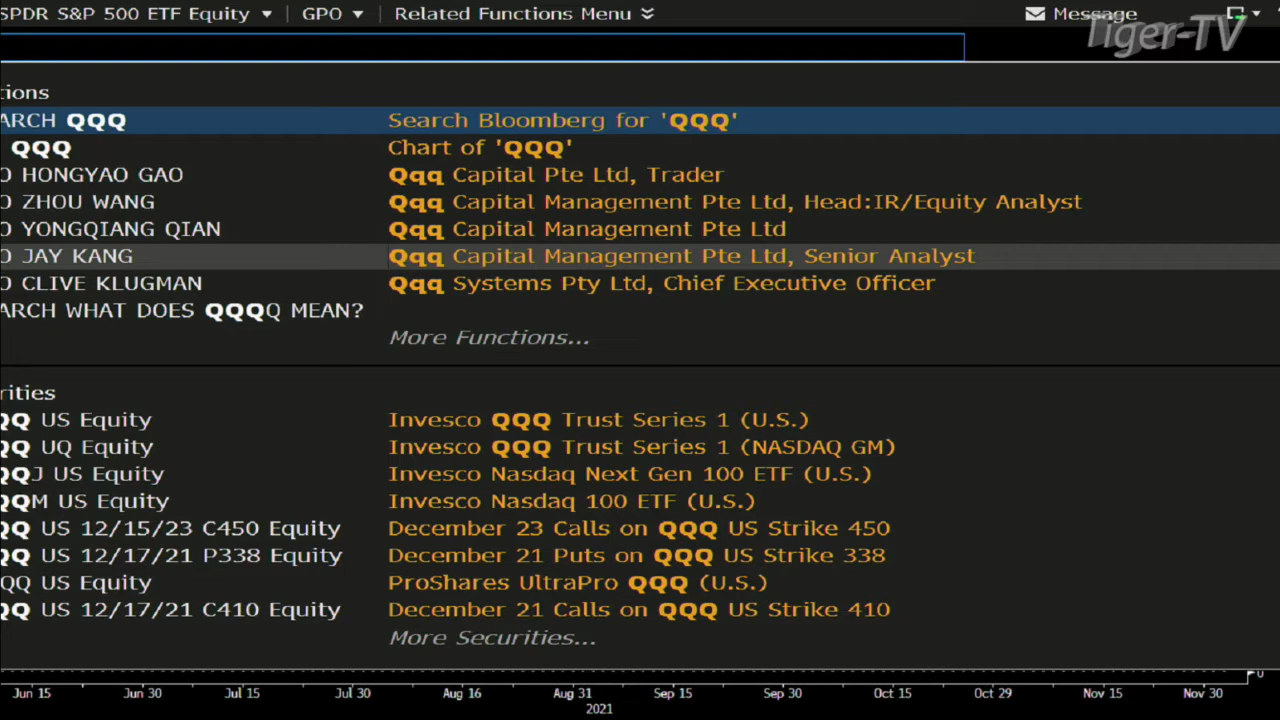 SPDR S&P 500 ETF Equity GPO Related Functions Menu Message
Tiger-TV
tions
ARCH QQQ Search Bloomberg for 'QQQ'
QQQ Chart of 'QQQ'
O HONGYAO GAO Qqq Capital Pte Ltd, Trader
O ZHOU WANG Qqq Capital Management Pte Ltd, Head:IR/Equity Analyst
O YONGQIANG QIAN Qqq Capital Management Pte Ltd
O JAY KANG Qqq Capital Management Pte Ltd, Senior Analyst
O CLIVE KLUGMAN Qqq Systems Pty Ltd, Chief Executive Officer
ARCH WHAT DOES QQQQ MEAN?
More Functions...
rities
QQ US Equity Invesco QQQ Trust Series 1 (U.S.)
QQ UQ Equity Invesco QQQ Trust Series 1 (NASDAQ GM)
QQJ US Equity Invesco Nasdaq Next Gen 100 ETF (U.S.)
QQM US Equity Invesco Nasdaq 100 ETF (U.S.)
QQ US 12/15/23 C450 Equity December 23 Calls on QQQ US Strike 450
QQ US 12/17/21 P338 Equity December 21 Puts on QQQ US Strike 338
QQ US Equity ProShares UltraPro QQQ (U.S.)
QQ US 12/17/21 C410 Equity December 21 Calls on QQQ US Strike 410
More Securities...
0
Jun 15 Jun 30 Jul 15 Jul 30 Aug 16 Aug 31 Sep 15 Sep 30 Oct 15 Oct 29 Nov 15 Nov 30
2021